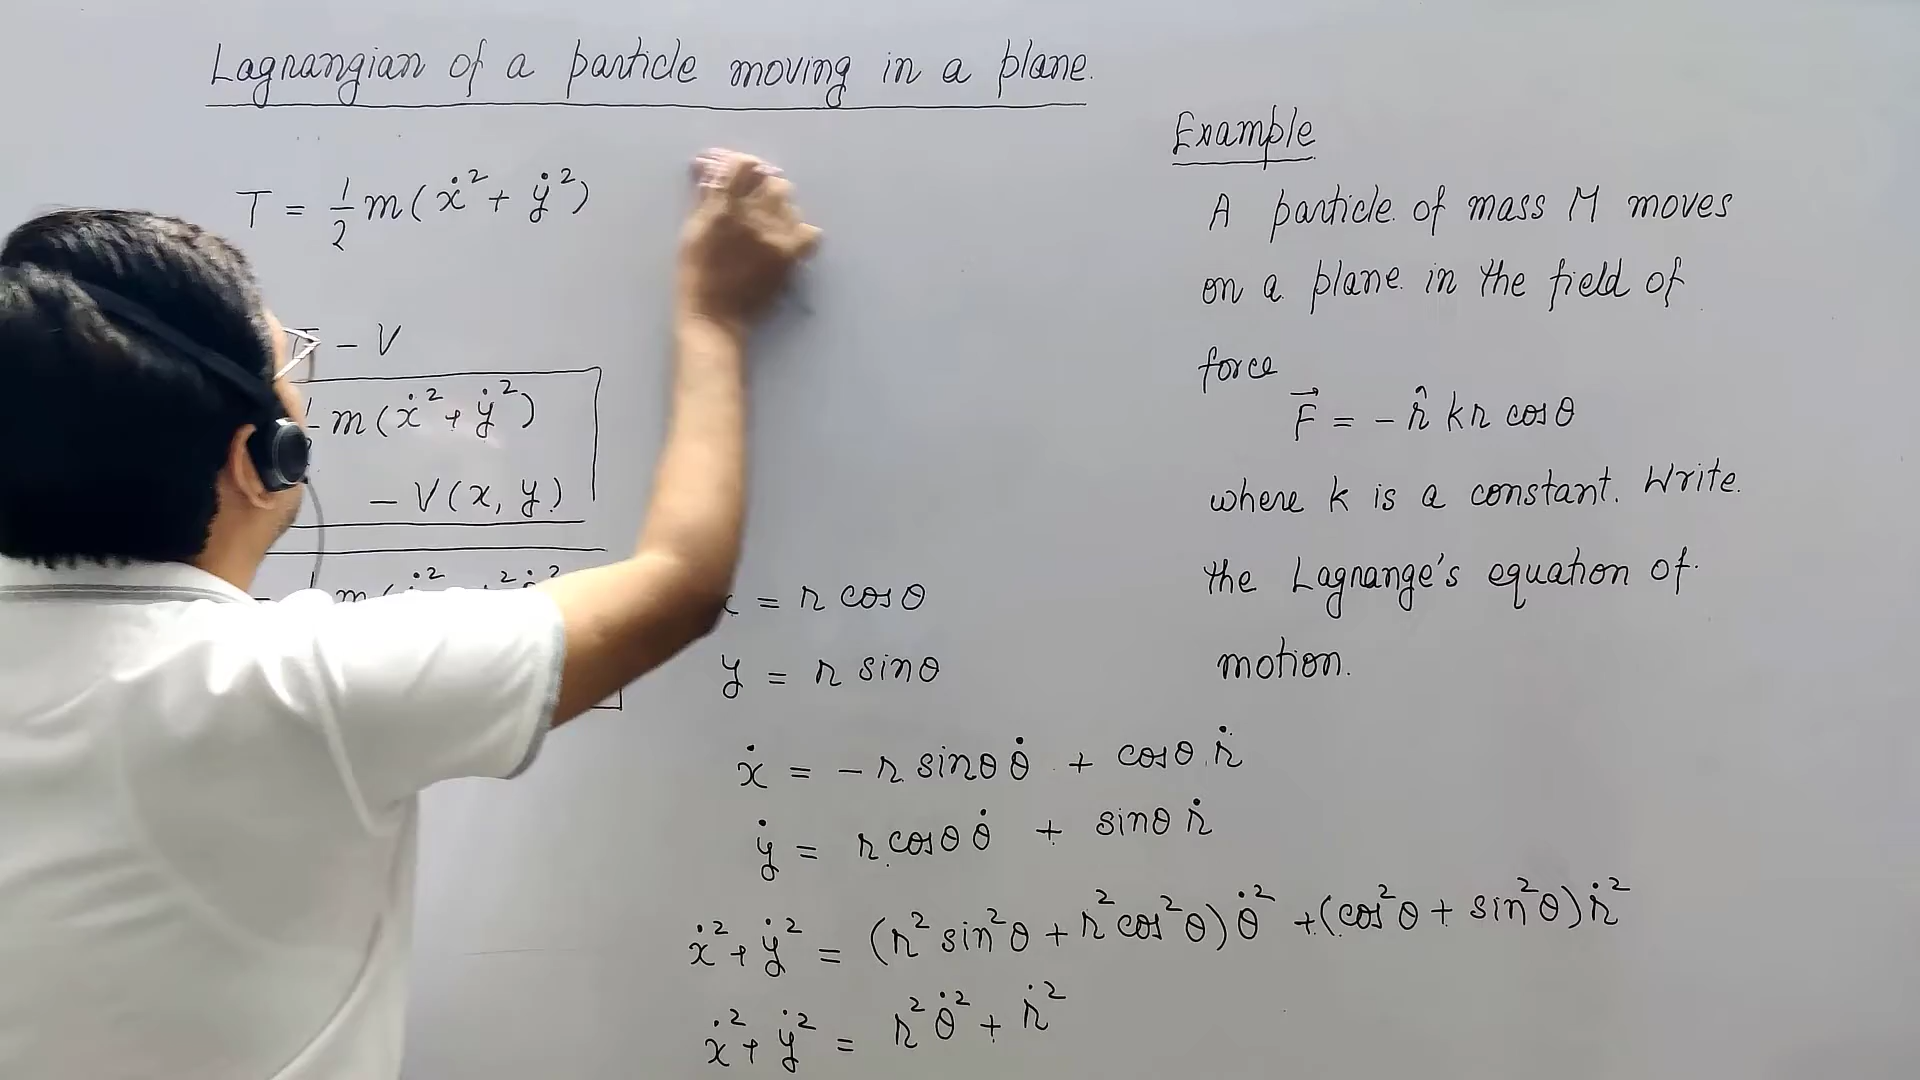 Lagrangian of a particle moving in a plane.
T = 1/2 m(ẋ² + ẏ²)
- V
m(ẋ² + ẏ²)
- V(x, y)
x = r cosθ
y = r sinθ
ẋ = -r sinθ θ̇ + cosθ ṙ
ẏ = r cosθ θ̇ + sinθ ṙ
ẋ² + ẏ² = (r² sin²θ + r² cos²θ) θ̇² + (cos²θ + sin²θ) ṙ²
ẋ² + ẏ² = r² θ̇² + ṙ²
Example
A particle of mass M moves
on a plane in the field of
force
F⃗ = - r̂ kr cosθ
where k is a constant. Write
the Lagrange's equation of
motion.